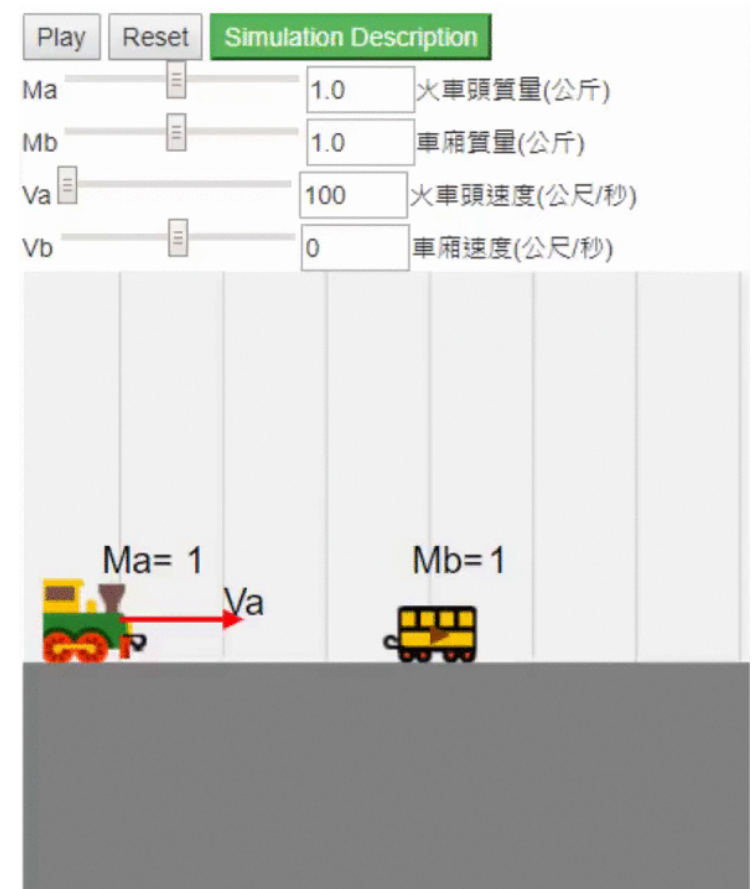 Play Reset Simulation Description
Ma 1.0 火車頭質量(公斤)
Mb 1.0 車廂質量(公斤)
Va 100 火車頭速度(公尺/秒)
Vb 0 車廂速度(公尺/秒)
Ma= 1 Mb= 1
Va